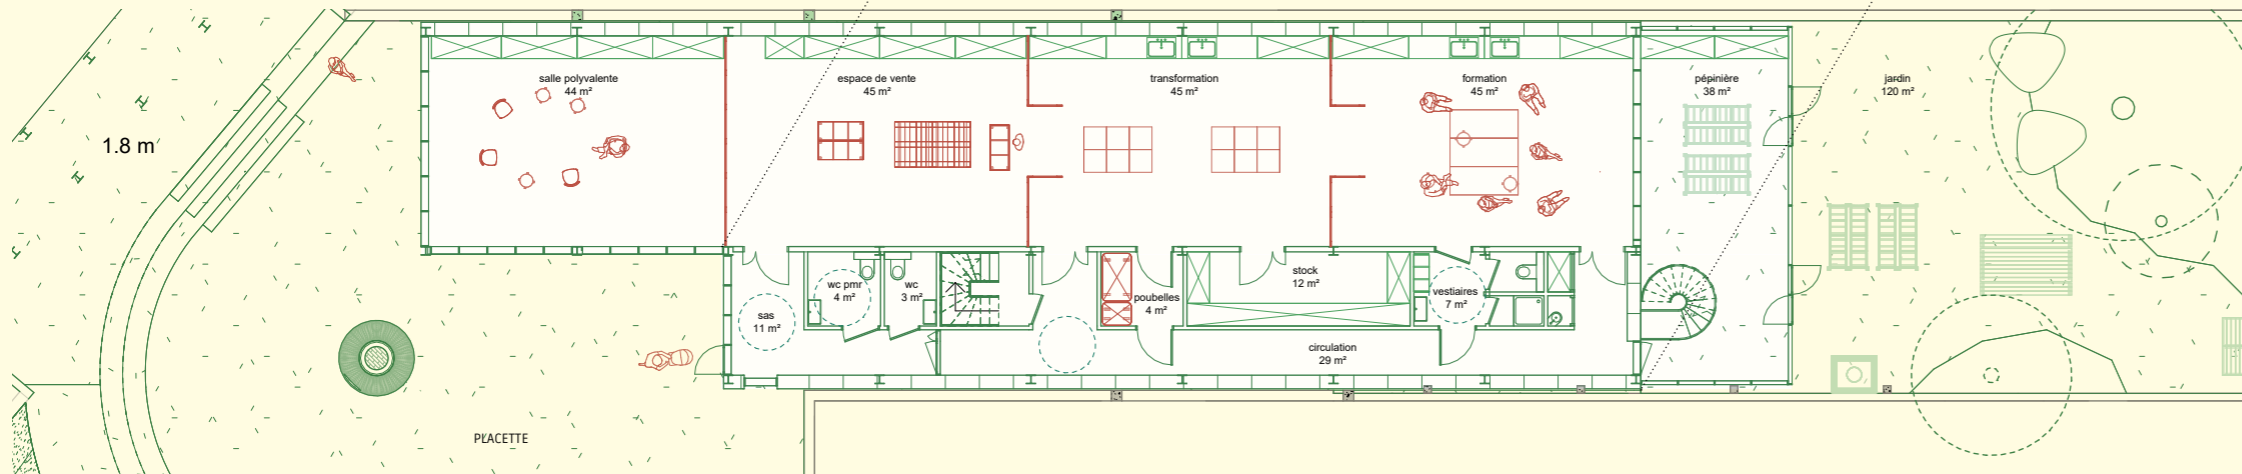 salle polyvalente
44 m²
espace de vente
45 m²
transformation
45 m²
formation
45 m²
pépinière
38 m²
jardin
120 m²
1.8 m
wc pmr
4 m²
wc
3 m²
sas
11 m²
poubelles
4 m²
stock
12 m²
vestiaires
7 m²
circulation
29 m²
PLACETTE